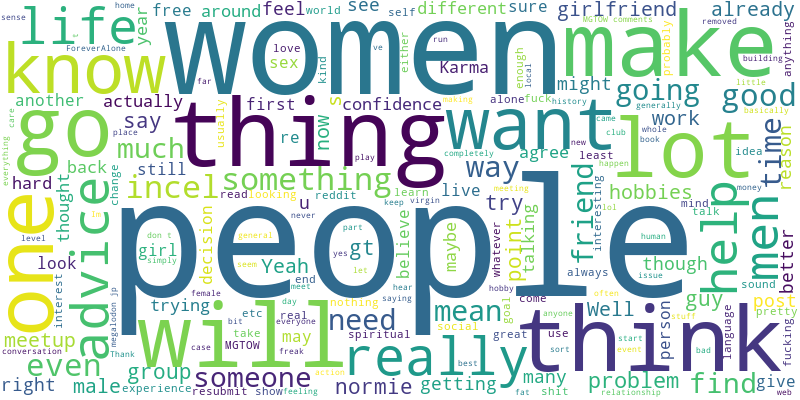 life
year
free
around
feel
world
self
see
different
sure
girlfriend
MGTOW comments
removed
already
sense
home
ForeverAlone
know
women
make
love
sex
kind
either
ve
run
enough
Karma
probably
building
anything
far
might
going
little
good
another
actually
usually
first
confidence
alone
fuck
local
making
history
work
generally
basically
care
place
say
now
s
re
play
completely
want
came
club
whole
book
new
least
happen
idea
money
time
reason
everything
go
thing
much
lot
back
still
agree
way
hard
incel
something
live
try
hobbies
mind
talk
men
advice
thought
change
read
looking
u
never
reddit
learn
keep
virgin
meeting
friend
interesting
lol
help
one
level
lo
people
don t
girl
simply
decision
general
seem
Yeah
meet
end
part
yes
let
gt
believe
hear
saying
maybe
whatever
hobby
point
talking
always
though
human
issue
sound
better
look
interest
megalodon jp
female
bit
trying
nothing
day
everyone
real
come
goal
often
anyone
guy
stuff
post
pretty
meetup
conversation
Thank
will
etc
take
case
MGTOW
may
freak
need
mean
social
great
use
sort
Well
person
start
event
bad
language
fucking
think
even
group
spiritual
really
best
right
male
experience
someone
resubmit
show
feeling
action
normie
getting
fat
many
shit
problem
relationship
find
give
web